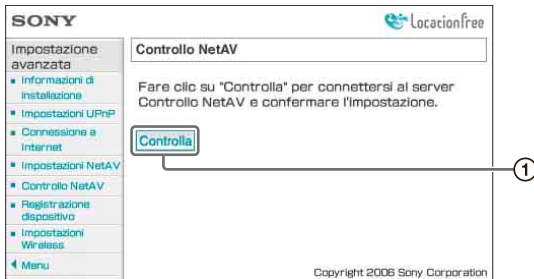 SONY
LocationFree
Impostazione
avanzata
Informazioni di
installazione
Impostazioni UPnP
Connessione a
Internet
Impostazioni NetAV
Controllo NetAV
Registrazione
dispositivo
Impostazioni
Wireless
Menu
Controllo NetAV
Fare clic su "Controlla" per connettersi al server
Controllo NetAV e confermare l'impostazione.
Controlla
1
Copyright 2006 Sony Corporation